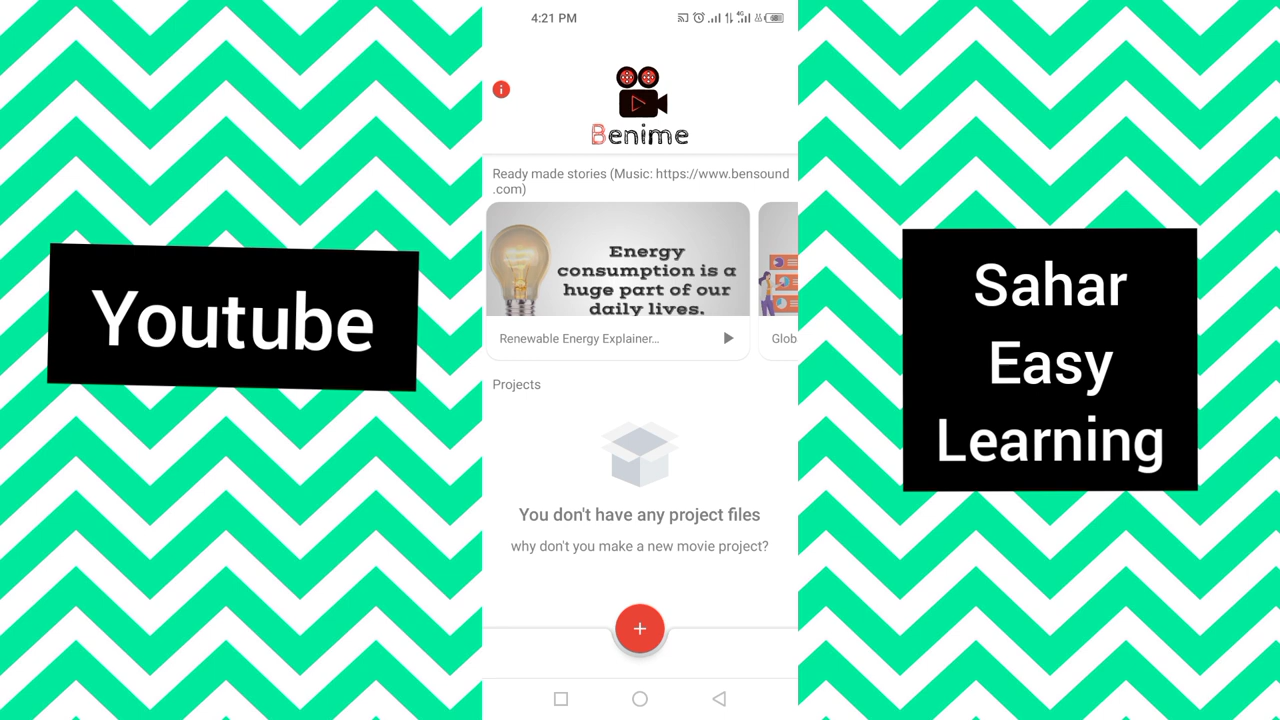 Youtube
4:21 PM
4G
Benime
Ready made stories (Music: https://www.bensound
.com)
Energy
consumption is a
huge part of our
daily lives.
Renewable Energy Explainer...
Glob
Projects
You don't have any project files
why don't you make a new movie project?
Sahar
Easy
Learning